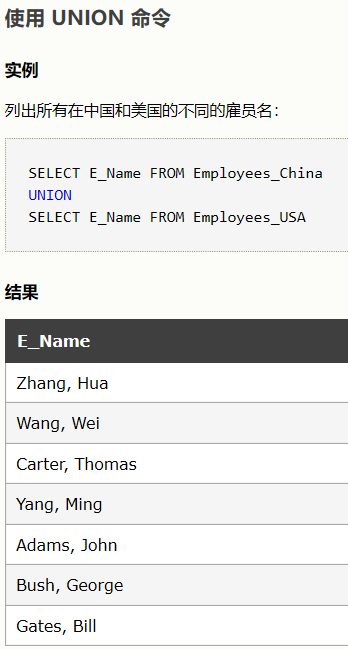 使用 UNION 命令
实例
列出所有在中国和美国的不同的雇员名：
SELECT E_Name FROM Employees_China
UNION
SELECT E_Name FROM Employees_USA
结果
E_Name
Zhang, Hua
Wang, Wei
Carter, Thomas
Yang, Ming
Adams, John
Bush, George
Gates, Bill